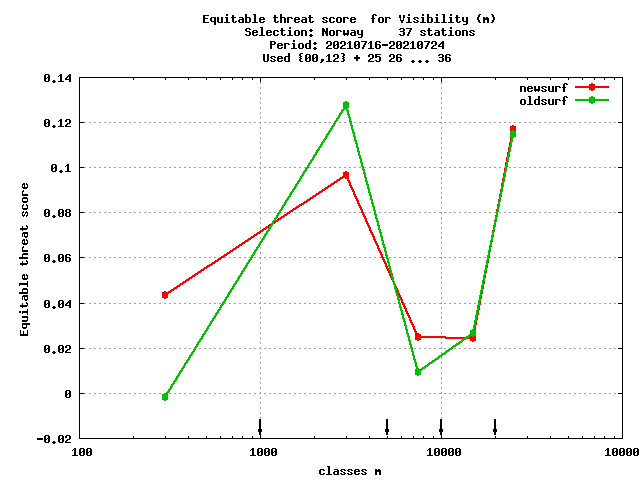 Equitable threat score  for Visibility (m)
Selection: Norway     37 stations
Period: 20210716-20210724
Used {00,12} + 25 26 ... 36
newsurf
oldsurf
Equitable threat score
0.14
0.12
0.1
0.08
0.06
0.04
0.02
0
-0.02
100 1000 10000 10000
classes m